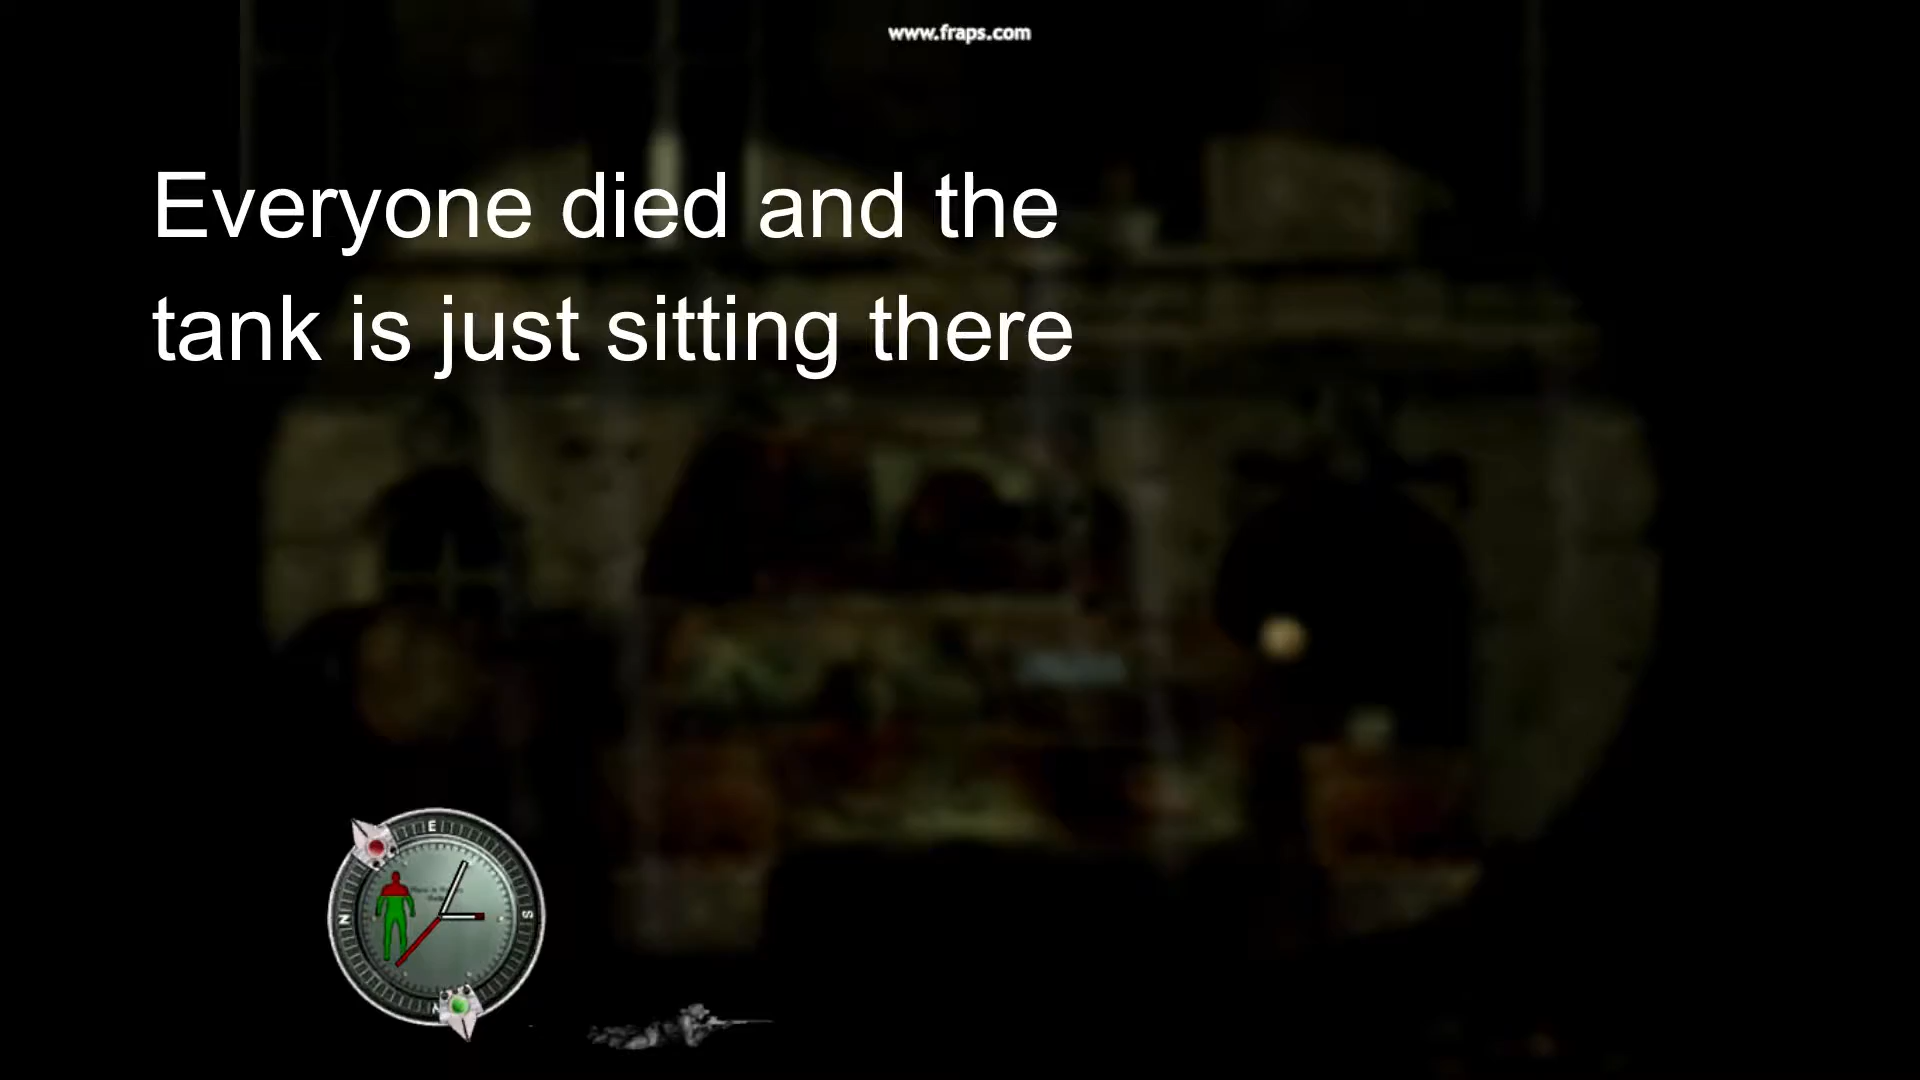 www.fraps.com
Everyone died and the
tank is just sitting there
E
N
S